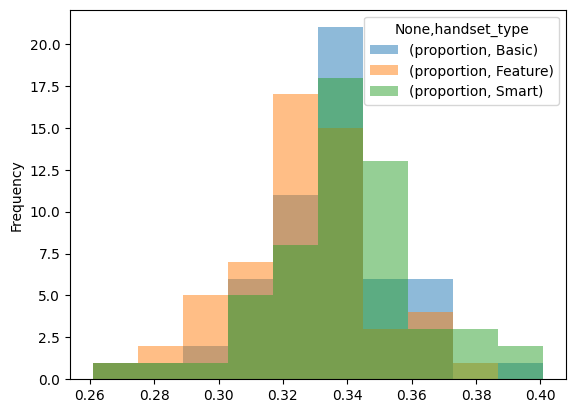 None,handset_type
(proportion, Basic)
(proportion, Feature)
(proportion, Smart)
Frequency
20.0
17.5
15.0
12.5
10.0
7.5
5.0
2.5
0.0
0.26 0.28 0.30 0.32 0.34 0.36 0.38 0.40